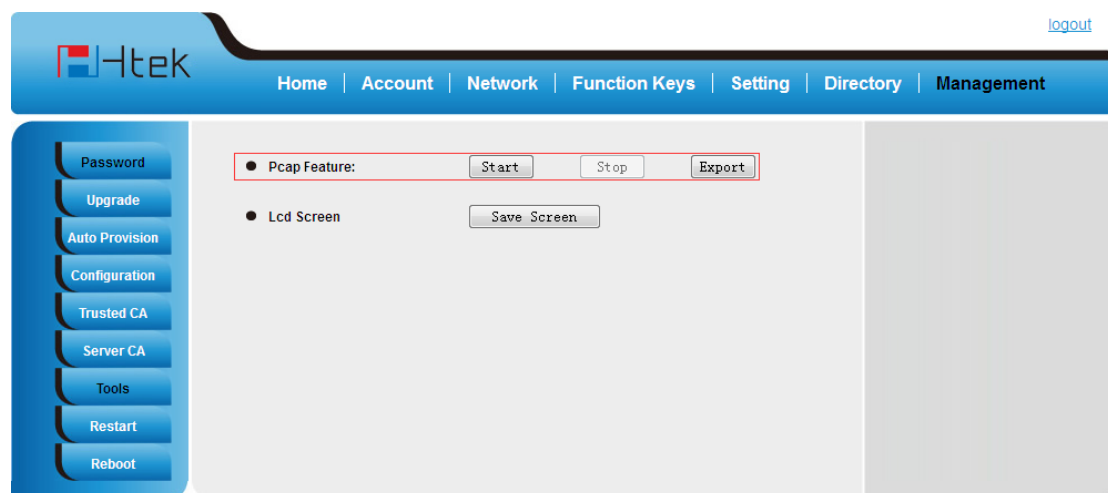 logout
Htek
Home | Account | Network | Function Keys | Setting | Directory | Management
Password
Upgrade
Auto Provision
Configuration
Trusted CA
Server CA
Tools
Restart
Reboot
Pcap Feature: Start Stop Export
Lcd Screen Save Screen